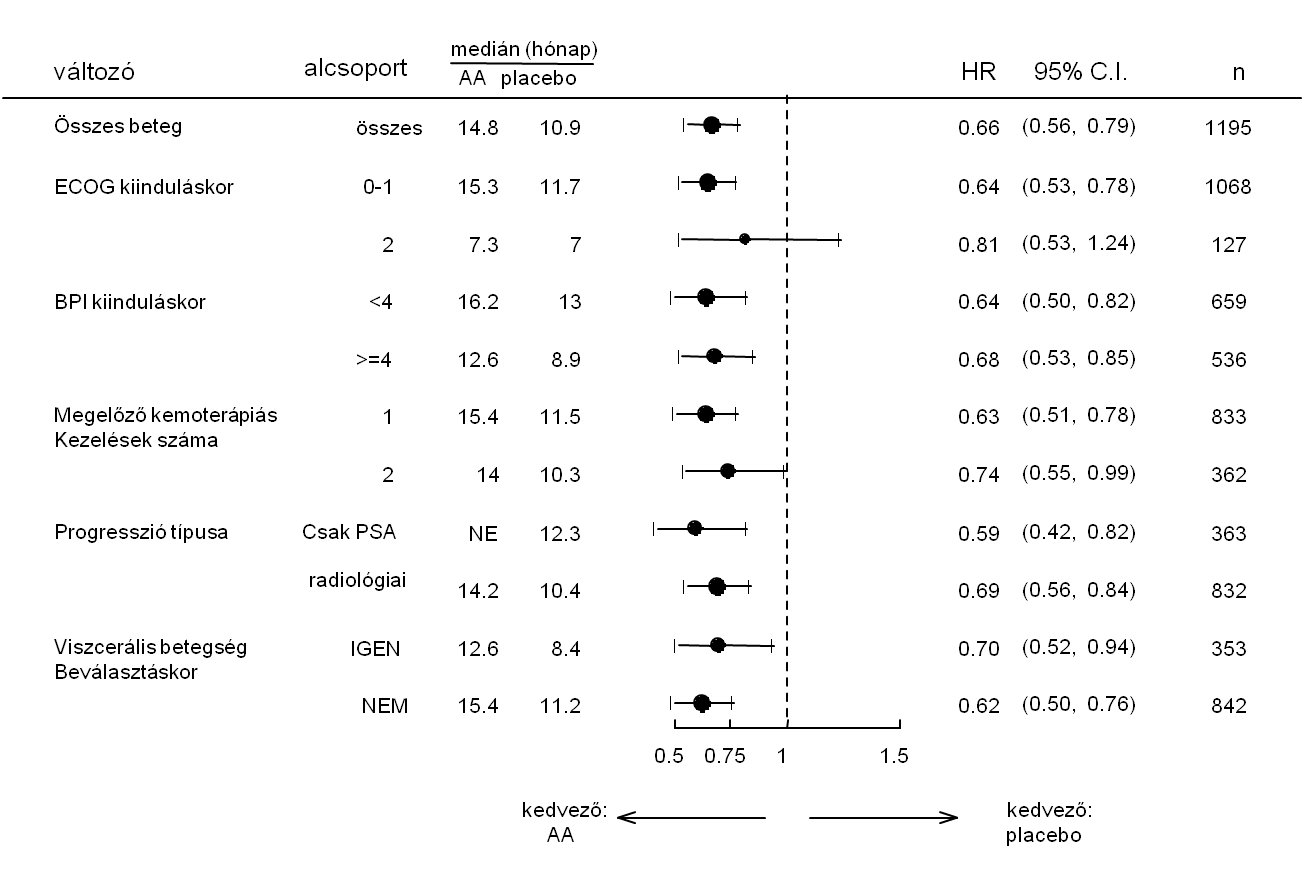 változó alcsoport medián (hónap) HR 95% C.I. n
AA placebo
Összes beteg összes 14.8 10.9 0.66 (0.56, 0.79) 1195
ECOG kiinduláskor 0-1 15.3 11.7 0.64 (0.53, 0.78) 1068
2 7.3 7 0.81 (0.53, 1.24) 127
BPI kiinduláskor <4 16.2 13 0.64 (0.50, 0.82) 659
>=4 12.6 8.9 0.68 (0.53, 0.85) 536
Megelőző kemoterápiás 1 15.4 11.5 0.63 (0.51, 0.78) 833
Kezelések száma
2 14 10.3 0.74 (0.55, 0.99) 362
Progresszió típusa Csak PSA NE 12.3 0.59 (0.42, 0.82) 363
radiológiai 14.2 10.4 0.69 (0.56, 0.84) 832
Viszcerális betegség IGEN 12.6 8.4 0.70 (0.52, 0.94) 353
Beválasztáskor
NEM 15.4 11.2 0.62 (0.50, 0.76) 842
0.5 0.75 1 1.5
kedvező: kedvező:
AA placebo